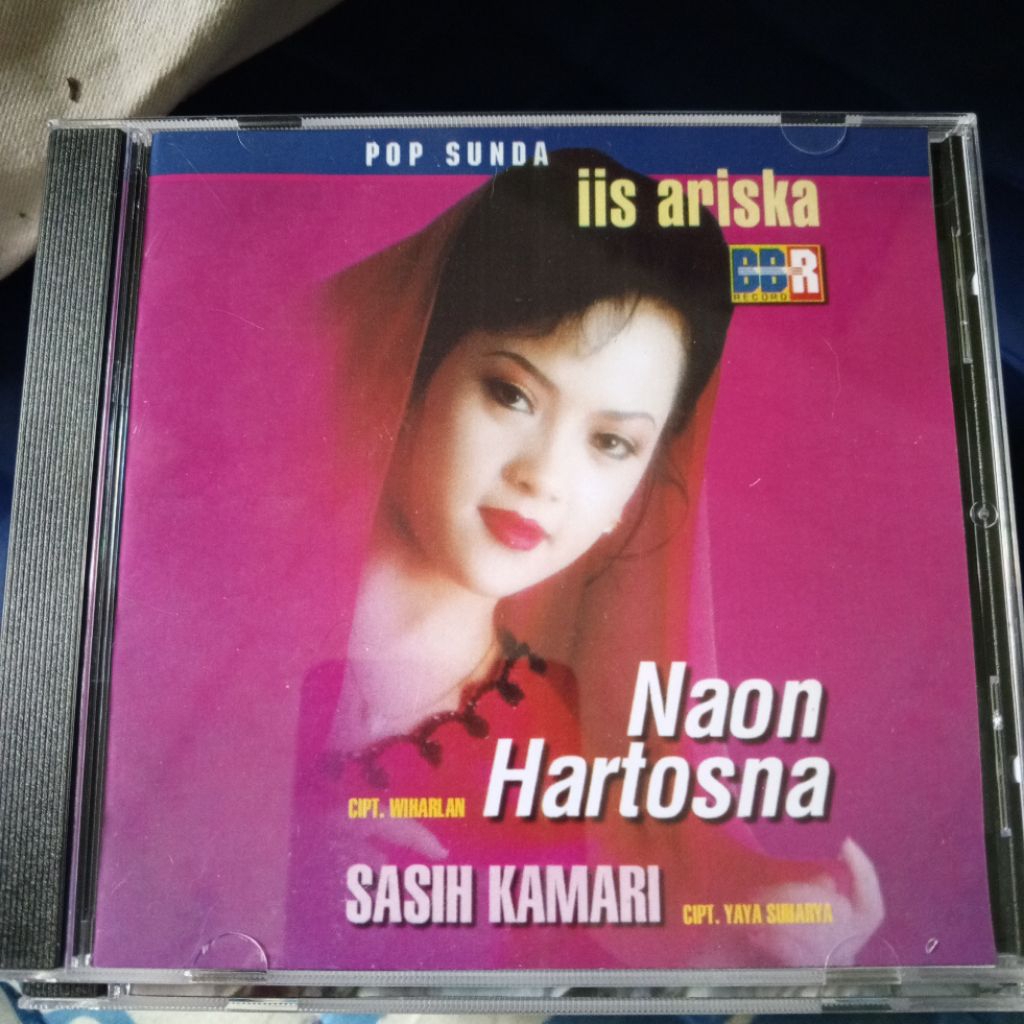 POP SUNDA
iis ariska
BBR
RECORD
Naon
Hartosna
CIPT. WIHARLAN
SASIH KAMARI
CIPT. YAYA SUHARYA